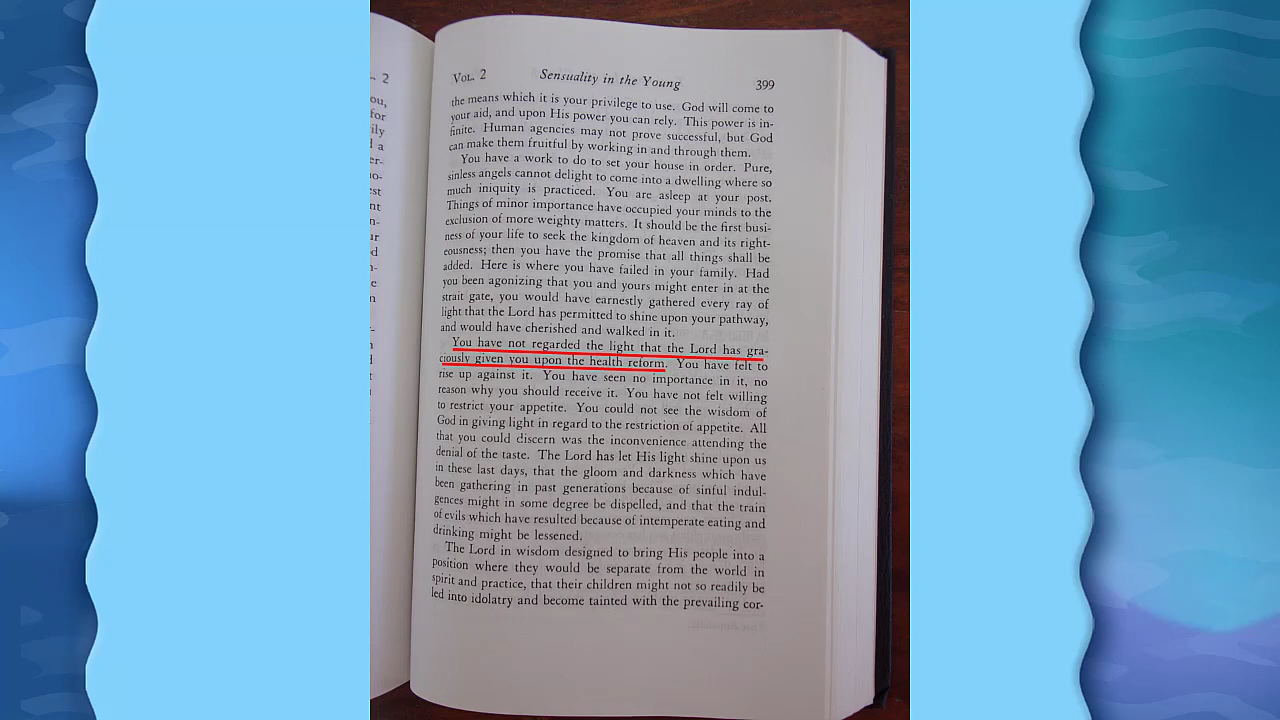 - 2
ou,
for
ily
d a
er-
o-
est
nt
n-
ur
d
n-
e
n
VOL. 2 Sensuality in the Young 399
the means which it is your privilege to use. God will come to
your aid, and upon His power you can rely. This power is in-
finite. Human agencies may not prove successful, but God
can make them fruitful by working in and through them.
You have a work to do to set your house in order. Pure,
sinless angels cannot delight to come into a dwelling where so
much iniquity is practiced. You are asleep at your post.
Things of minor importance have occupied your minds to the
exclusion of more weighty matters. It should be the first busi-
ness of your life to seek the kingdom of heaven and its right-
eousness; then you have the promise that all things shall be
added. Here is where you have failed in your family. Had
you been agonizing that you and yours might enter in at the
strait gate, you would have earnestly gathered every ray of
light that the Lord has permitted to shine upon your pathway,
and would have cherished and walked in it.
You have not regarded the light that the Lord has gra-
ciously given you upon the health reform. You have felt to
rise up against it. You have seen no importance in it, no
reason why you should receive it. You have not felt willing
to restrict your appetite. You could not see the wisdom of
God in giving light in regard to the restriction of appetite. All
that you could discern was the inconvenience attending the
denial of the taste. The Lord has let His light shine upon us
in these last days, that the gloom and darkness which have
been gathering in past generations because of sinful indul-
gences might in some degree be dispelled, and that the train
of evils which have resulted because of intemperate eating and
drinking might be lessened.
The Lord in wisdom designed to bring His people into a
position where they would be separate from the world in
spirit and practice, that their children might not so readily be
led into idolatry and become tainted with the prevailing cor-